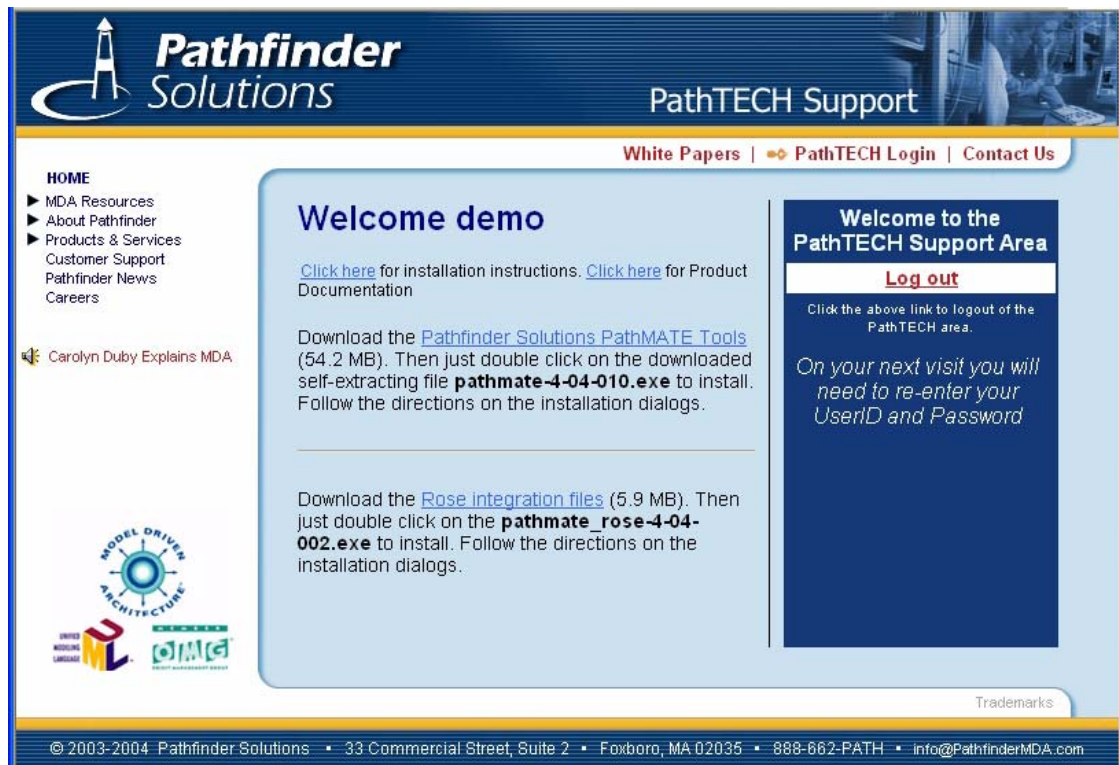 Pathfinder
Solutions
PathTECH Support
White Papers | PathTECH Login | Contact Us
HOME
MDA Resources
About Pathfinder
Products & Services
Customer Support
Pathfinder News
Careers
Carolyn Duby Explains MDA
MODEL DRIVEN
ARCHITECTURE
UNIFIED
MODELING
LANGUAGE
UML
MEMBER
OMG
OBJECT MANAGEMENT GROUP
Welcome demo
Click here for installation instructions. Click here for Product
Documentation
Download the Pathfinder Solutions PathMATE Tools
(54.2 MB). Then just double click on the downloaded
self-extracting file pathmate-4-04-010.exe to install.
Follow the directions on the installation dialogs.
Download the Rose integration files (5.9 MB). Then
just double click on the pathmate_rose-4-04-
002.exe to install. Follow the directions on the
installation dialogs.
Welcome to the
PathTECH Support Area
Log out
Click the above link to logout of the
PathTECH area.
On your next visit you will
need to re-enter your
UserID and Password
Trademarks
© 2003-2004 Pathfinder Solutions • 33 Commercial Street, Suite 2 • Foxboro, MA 02035 • 888-662-PATH • info@PathfinderMDA.com